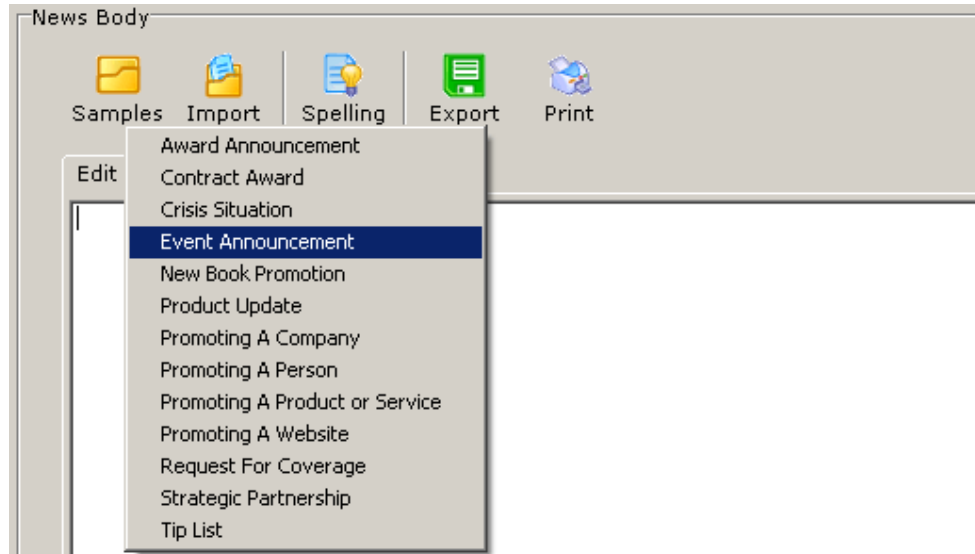 News Body
Samples Import Spelling Export Print
Edit
Award Announcement
Contract Award
Crisis Situation
Event Announcement
New Book Promotion
Product Update
Promoting A Company
Promoting A Person
Promoting A Product or Service
Promoting A Website
Request For Coverage
Strategic Partnership
Tip List